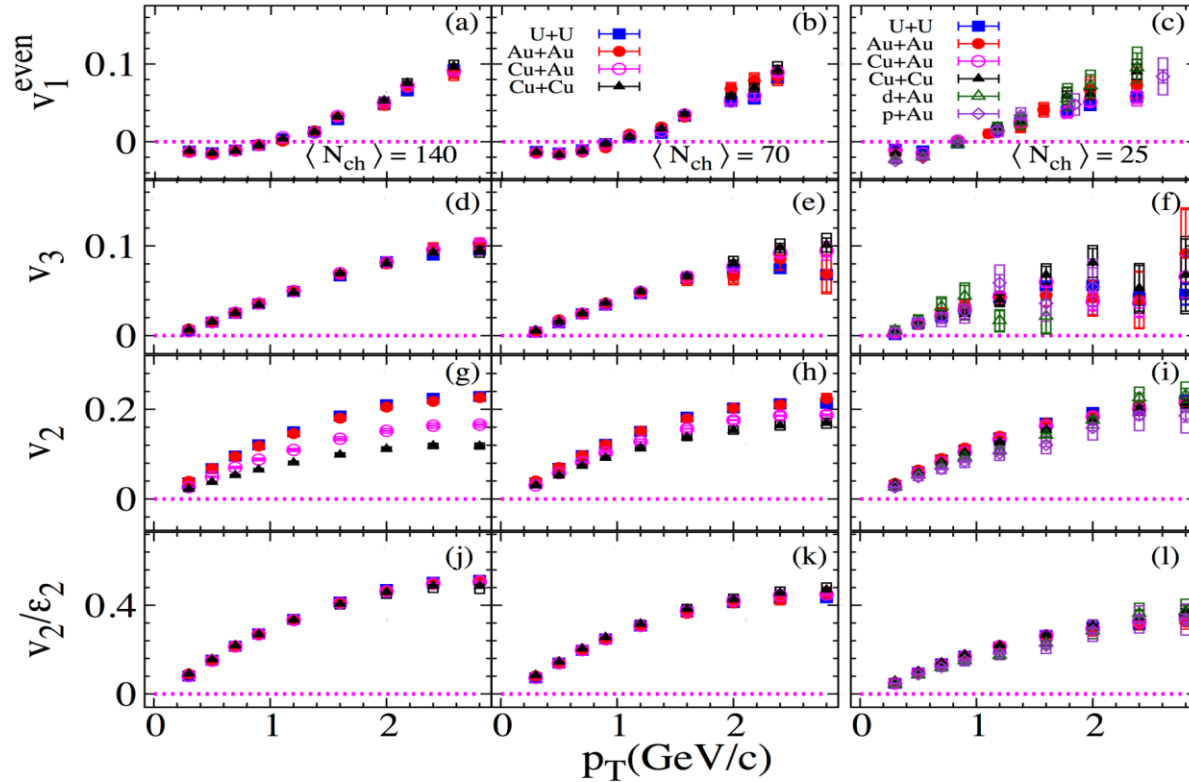 (a)
(b)
(c)
U+U
Au+Au
Cu+Au
Cu+Cu
U+U
Au+Au
Cu+Au
Cu+Cu
d+Au
p+Au
v₁^even
0.1
0
⟨ N_ch ⟩ = 140
⟨ N_ch ⟩ = 70
⟨ N_ch ⟩ = 25
(d)
(e)
(f)
v₃
0.1
0
(g)
(h)
(i)
v₂
0.2
0
(j)
(k)
(l)
v₂/ε₂
0.4
0
0 1 2 0 1 2 1 2
p_T(GeV/c)